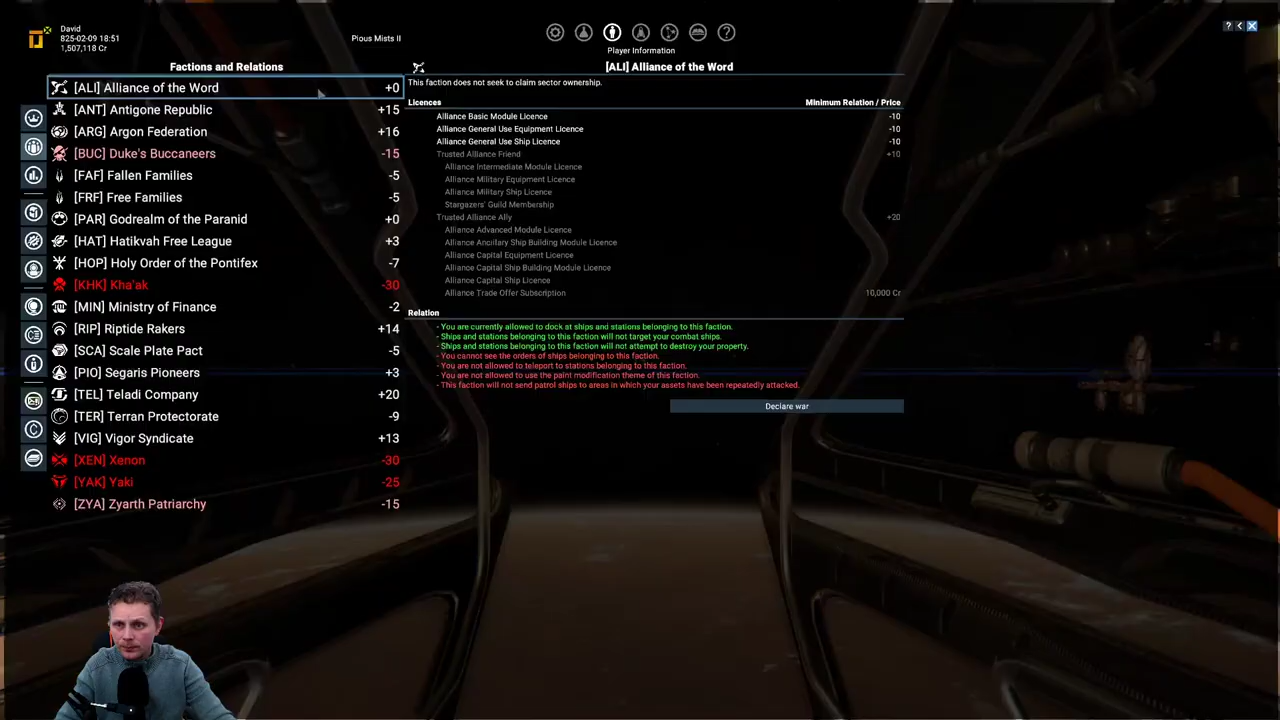 David
825-02-09 18:51
1,507,118 Cr
Pious Mists II
Player Information
Factions and Relations
[ALI] Alliance of the Word +0
[ANT] Antigone Republic +15
[ARG] Argon Federation +16
[BUC] Duke's Buccaneers -15
[FAF] Fallen Families -5
[FRF] Free Families -5
[PAR] Godrealm of the Paranid +0
[HAT] Hatikvah Free League +3
[HOP] Holy Order of the Pontifex -7
[KHK] Kha'ak -30
[MIN] Ministry of Finance -2
[RIP] Riptide Rakers +14
[SCA] Scale Plate Pact -5
[PIO] Segaris Pioneers +3
[TEL] Teladi Company +20
[TER] Terran Protectorate -9
[VIG] Vigor Syndicate +13
[XEN] Xenon -30
[YAK] Yaki -25
[ZYA] Zyarth Patriarchy -15
[ALI] Alliance of the Word
This faction does not seek to claim sector ownership.
Licences Minimum Relation / Price
Alliance Basic Module Licence -10
Alliance General Use Equipment Licence -10
Alliance General Use Ship Licence -10
Trusted Alliance Friend +10
Alliance Intermediate Module Licence
Alliance Military Equipment Licence
Alliance Military Ship Licence
Stargazers' Guild Membership
Trusted Alliance Ally +20
Alliance Advanced Module Licence
Alliance Ancillary Ship Building Module Licence
Alliance Capital Equipment Licence
Alliance Capital Ship Building Module Licence
Alliance Capital Ship Licence
Alliance Trade Offer Subscription 10,000 Cr
Relation
- You are currently allowed to dock at ships and stations belonging to this faction.
- Ships and stations belonging to this faction will not target your combat ships.
- Ships and stations belonging to this faction will not attempt to destroy your property.
- You cannot see the orders of ships belonging to this faction.
- You are not allowed to teleport to stations belonging to this faction.
- You are not allowed to use the paint modification theme of this faction.
- This faction will not send patrol ships to areas in which your assets have been repeatedly attacked.
Declare war